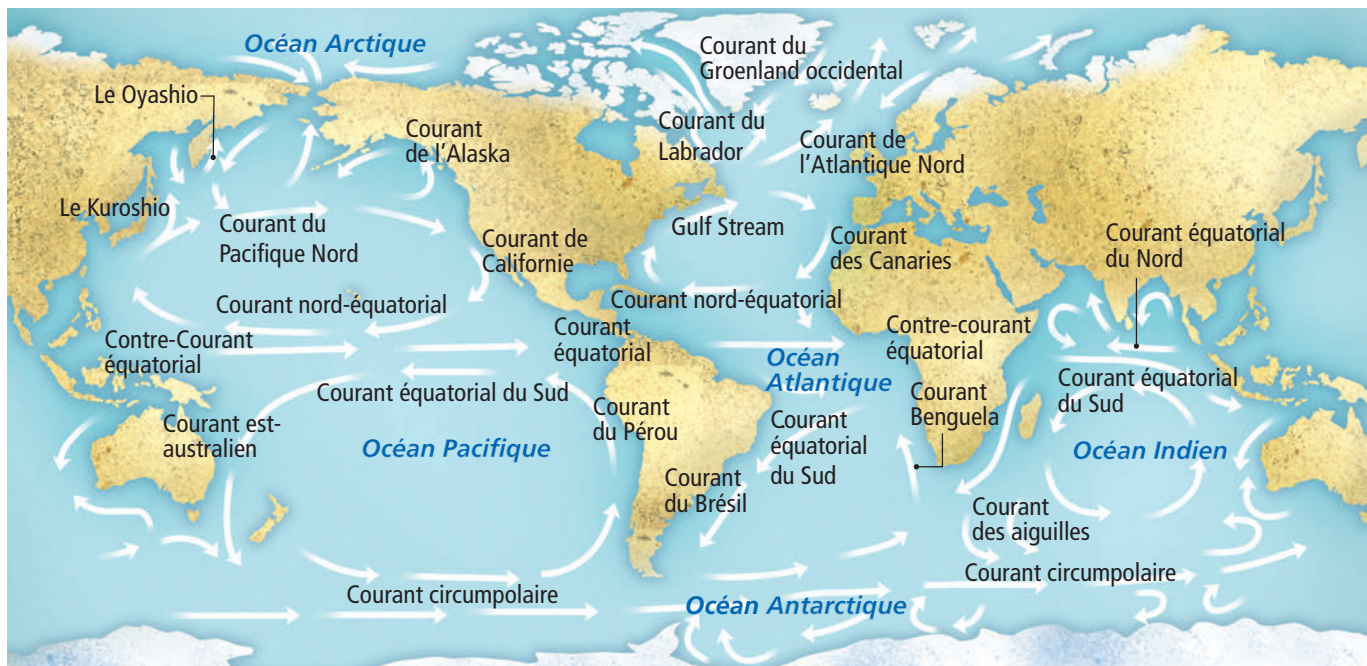 Océan Arctique
Courant du
Groenland occidental
Le Oyashio
Courant
de l'Alaska
Courant du
Labrador
Courant de
l'Atlantique Nord
Le Kuroshio
Courant du
Pacifique Nord
Courant de
Californie
Gulf Stream
Courant
des Canaries
Courant équatorial
du Nord
Courant nord-équatorial
Courant nord-équatorial
Contre-Courant
équatorial
Courant
équatorial
Contre-courant
équatorial
Océan
Atlantique
Courant équatorial du Sud
Courant
du Pérou
Courant
Benguela
Courant équatorial
du Sud
Courant est-
australien
Océan Pacifique
Courant
équatorial
du Sud
Océan Indien
Courant
du Brésil
Courant
des aiguilles
Courant circumpolaire
Courant circumpolaire
Océan Antarctique